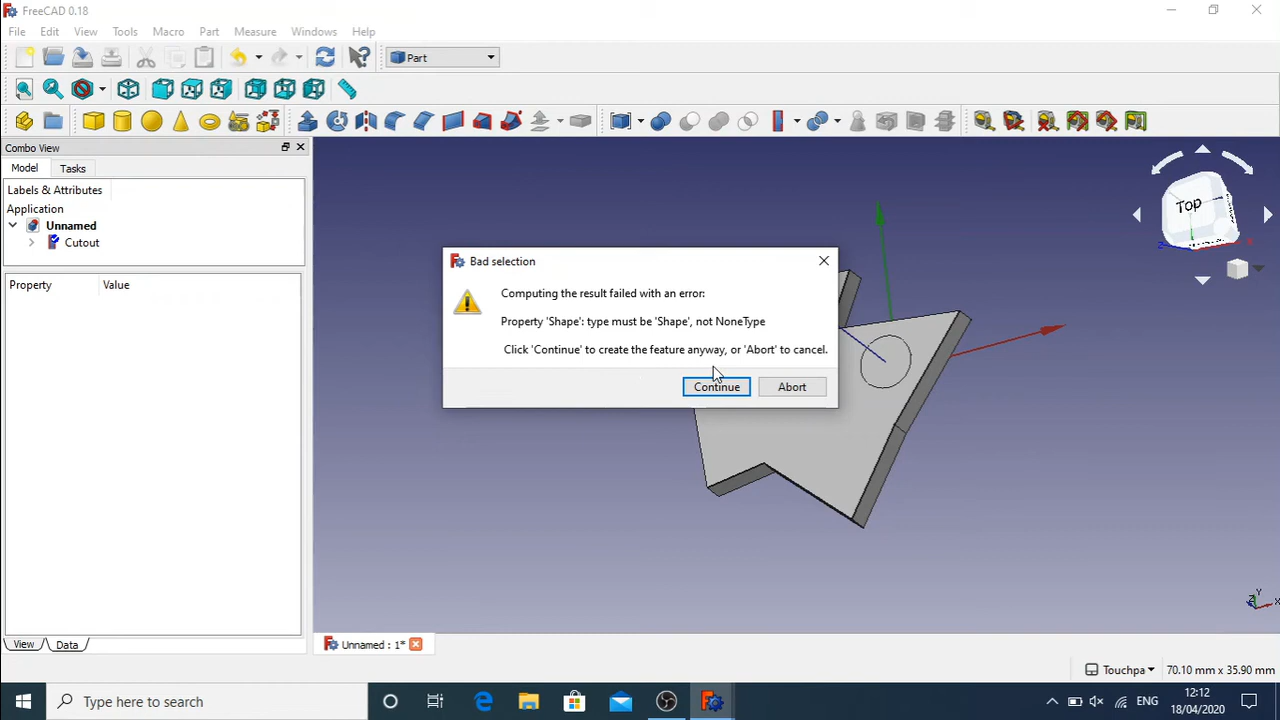 FreeCAD 0.18
File Edit View Tools Macro Part Measure Windows Help
Part
Combo View
Model Tasks
Labels & Attributes
Application
Unnamed
Cutout
Property Value
Top
Bad selection
Computing the result failed with an error:
Property 'Shape': type must be 'Shape', not NoneType
Click 'Continue' to create the feature anyway, or 'Abort' to cancel.
Continue Abort
View Data
Unnamed : 1*
Touchpa 70.10 mm x 35.90 mm
Type here to search
ENG
12:12
18/04/2020